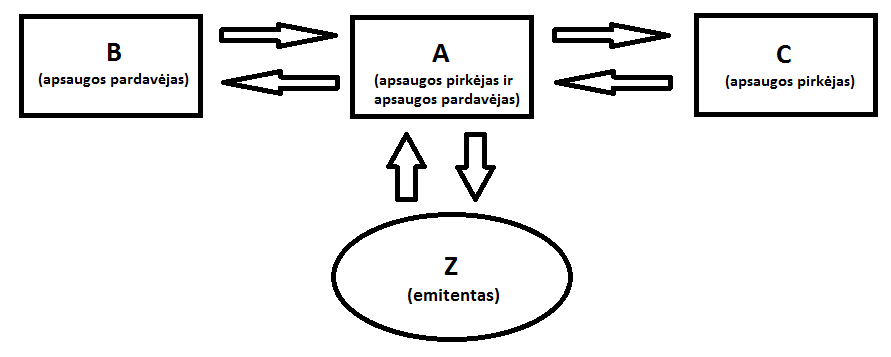 B
(apsaugos pardavėjas)
A
(apsaugos pirkėjas ir
apsaugos pardavėjas)
C
(apsaugos pirkėjas)
Z
(emitentas)